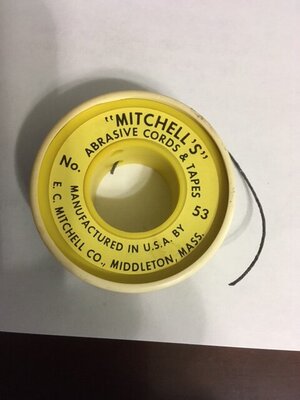 "MITCHELL'S"
ABRASIVE CORDS & TAPES
No. 53
MANUFACTURED IN U.S.A. BY
E. C. MITCHELL CO., MIDDLETON, MASS.